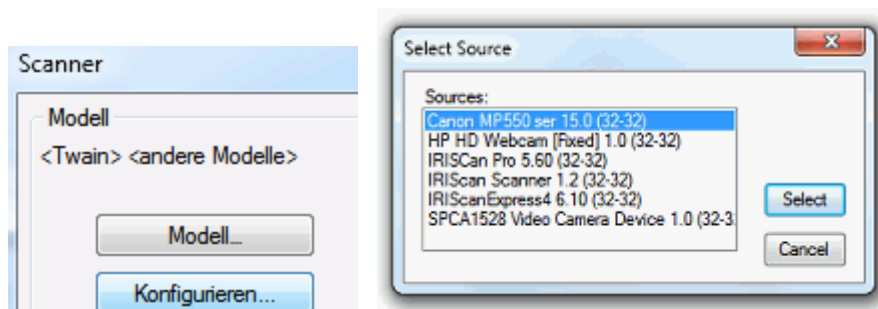 Scanner
Modell
<Twain> <andere Modelle>
Modell...
Konfigurieren...
Select Source
Sources:
Canon MP550 ser 15.0 (32-32)
HP HD Webcam [Fixed] 1.0 (32-32)
IRISCan Pro 5.60 (32-32)
IRIScan Scanner 1.2 (32-32)
IRIScanExpress4 6.10 (32-32)
SPCA1528 Video Camera Device 1.0 (32-3
Select
Cancel